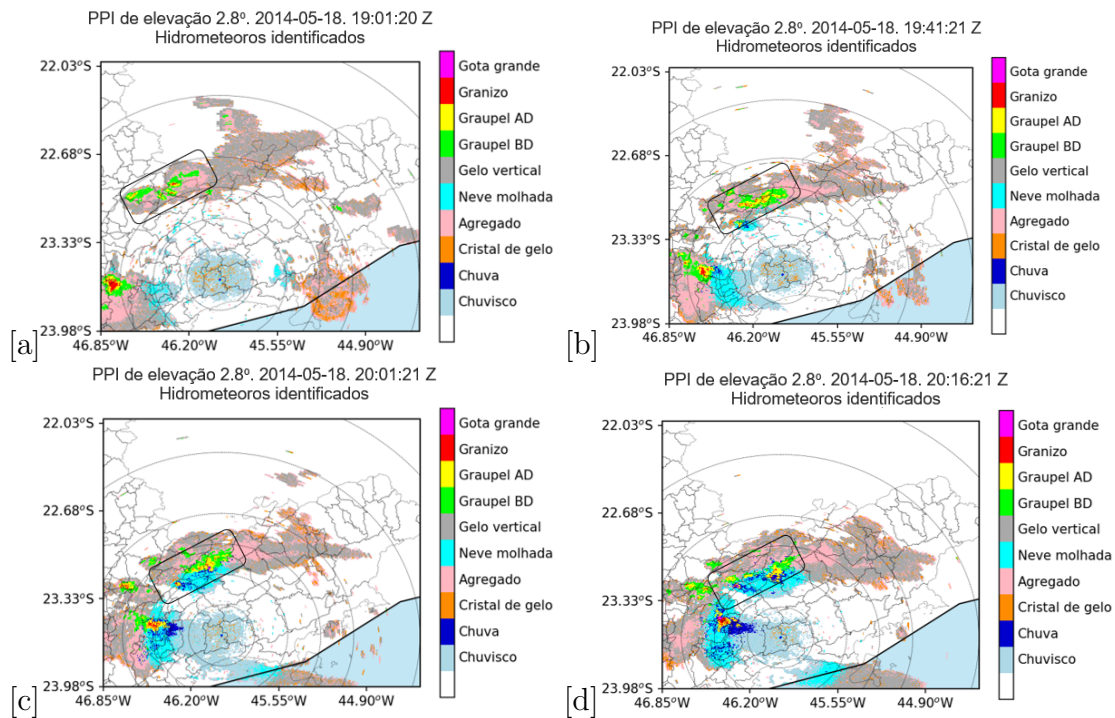 PPI de elevação 2.8º. 2014-05-18. 19:01:20 Z
Hidrometeoros identificados
22.03°S
22.68°S
23.33°S
23.98°S
46.85°W
46.20°W
45.55°W
44.90°W
Gota grande
Granizo
Graupel AD
Graupel BD
Gelo vertical
Neve molhada
Agregado
Cristal de gelo
Chuva
Chuvisco
[a]
PPI de elevação 2.8º. 2014-05-18. 19:41:21 Z
Hidrometeoros identificados
22.03°S
22.68°S
23.33°S
23.98°S
46.85°W
46.20°W
45.55°W
44.90°W
Gota grande
Granizo
Graupel AD
Graupel BD
Gelo vertical
Neve molhada
Agregado
Cristal de gelo
Chuva
Chuvisco
[b]
PPI de elevação 2.8º. 2014-05-18. 20:01:21 Z
Hidrometeoros identificados
22.03°S
22.68°S
23.33°S
23.98°S
46.85°W
46.20°W
45.55°W
44.90°W
Gota grande
Granizo
Graupel AD
Graupel BD
Gelo vertical
Neve molhada
Agregado
Cristal de gelo
Chuva
Chuvisco
[c]
PPI de elevação 2.8º. 2014-05-18. 20:16:21 Z
Hidrometeoros identificados
22.03°S
22.68°S
23.33°S
23.98°S
46.85°W
46.20°W
45.55°W
44.90°W
Gota grande
Granizo
Graupel AD
Graupel BD
Gelo vertical
Neve molhada
Agregado
Cristal de gelo
Chuva
Chuvisco
[d]